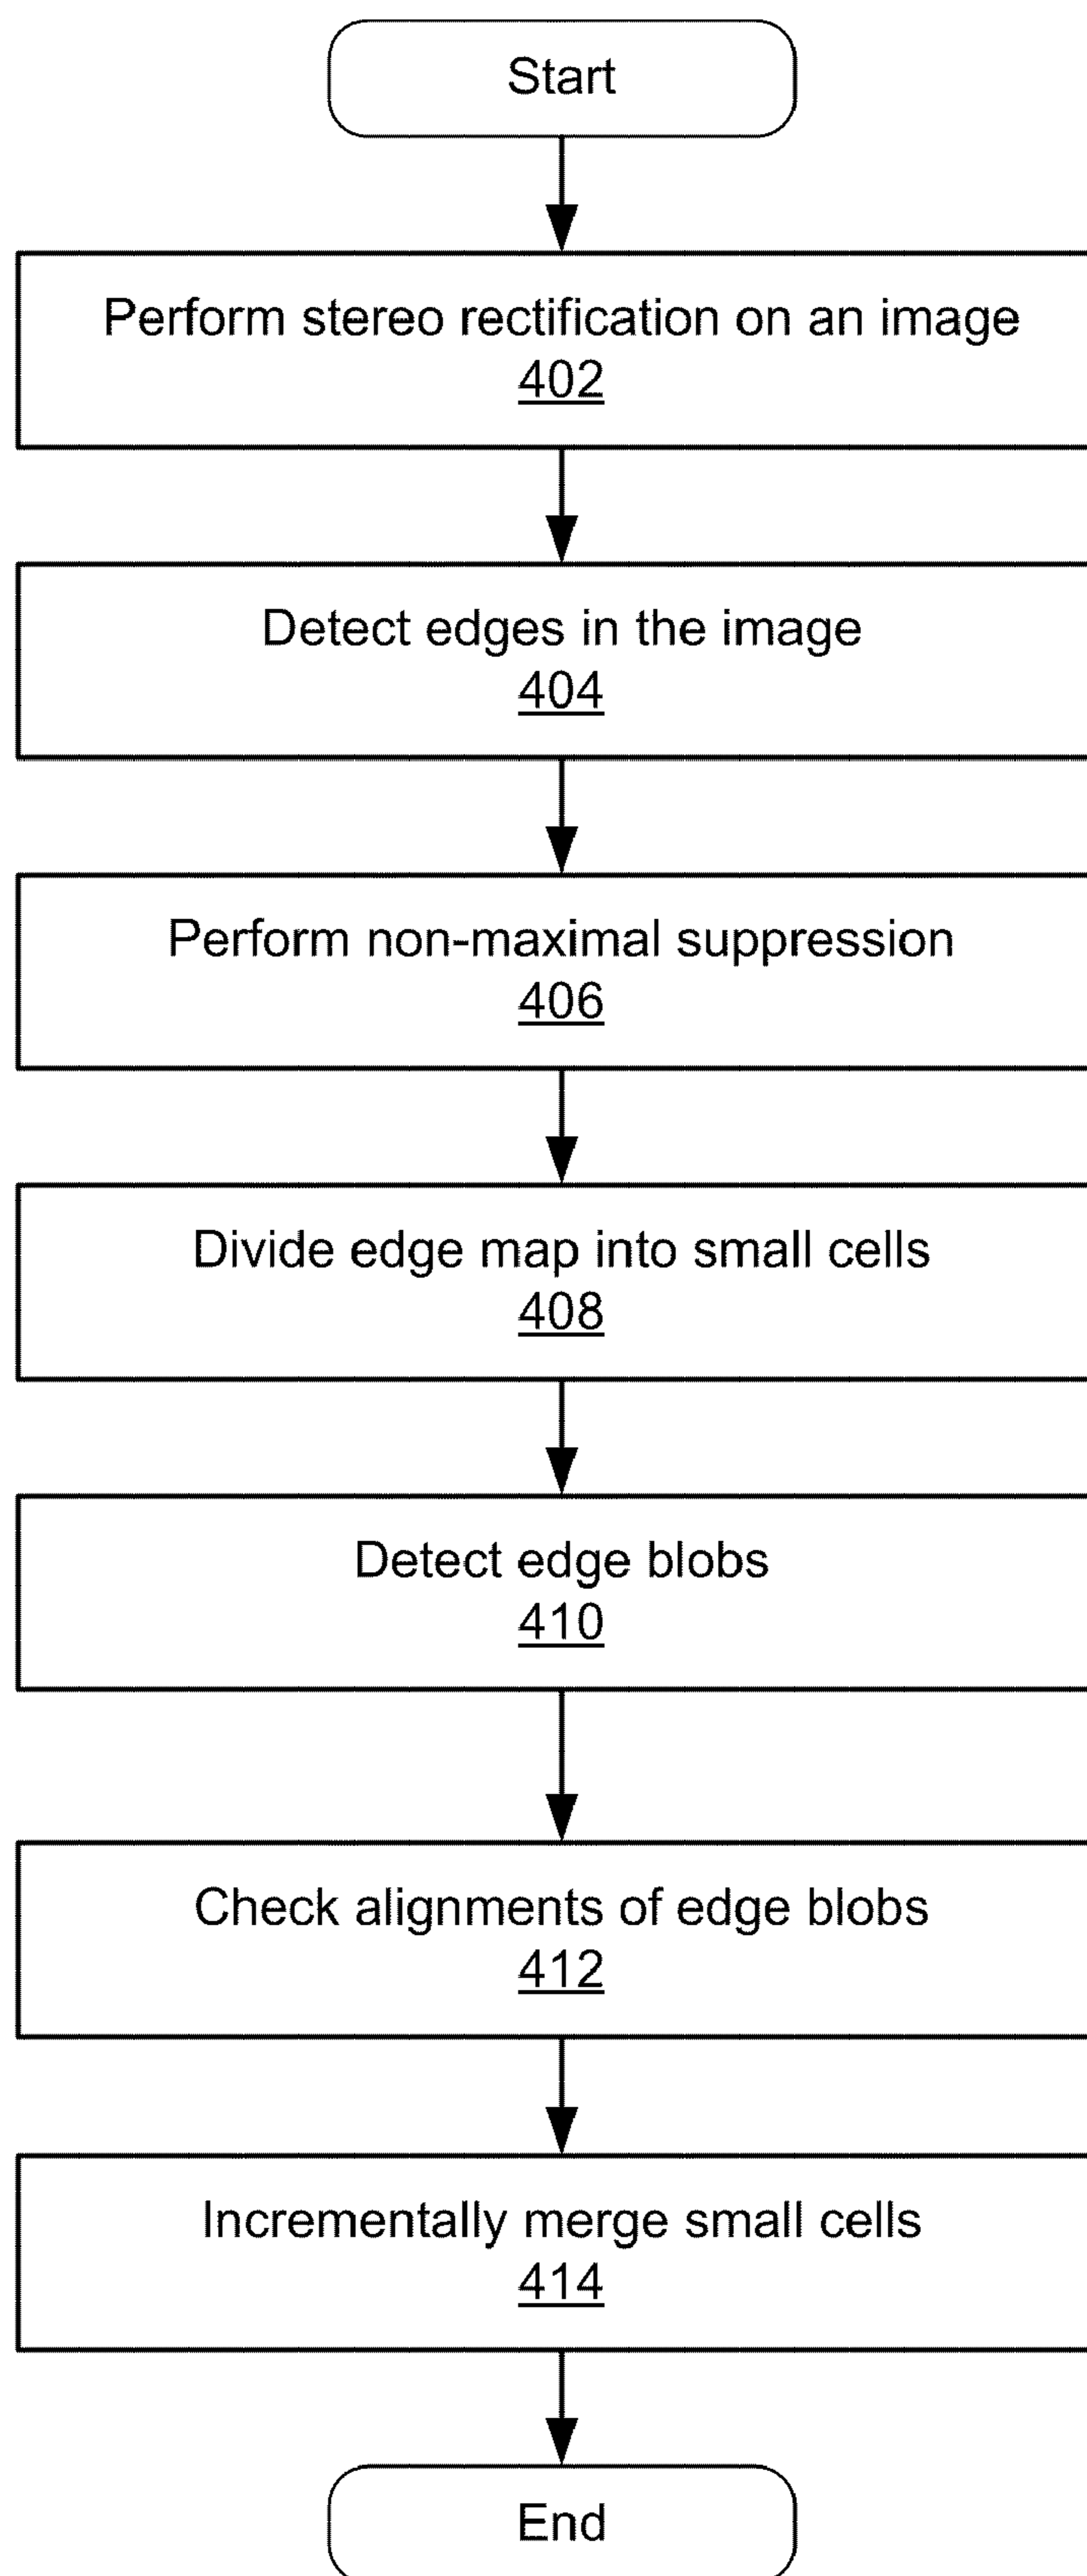 Start
Perform stereo rectification on an image
402
Detect edges in the image
404
Perform non-maximal suppression
406
Divide edge map into small cells
408
Detect edge blobs
410
Check alignments of edge blobs
412
Incrementally merge small cells
414
End